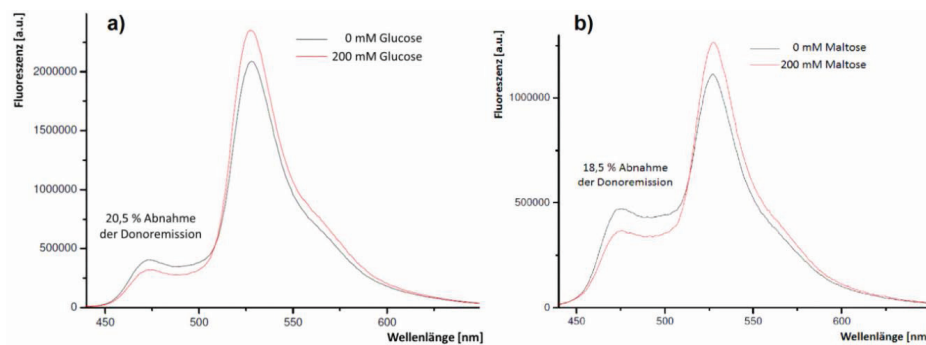 a)
Fluoreszenz [a.u.]
0 mM Glucose
200 mM Glucose
2000000
1500000
1000000
20,5 % Abnahme
der Donoremission
500000
0
450
500
550
600
Wellenlänge [nm]
b)
Fluoreszenz [a.u.]
0 mM Maltose
200 mM Maltose
1000000
18,5 % Abnahme
der Donoremission
500000
0
450
500
550
600
Wellenlänge [nm]